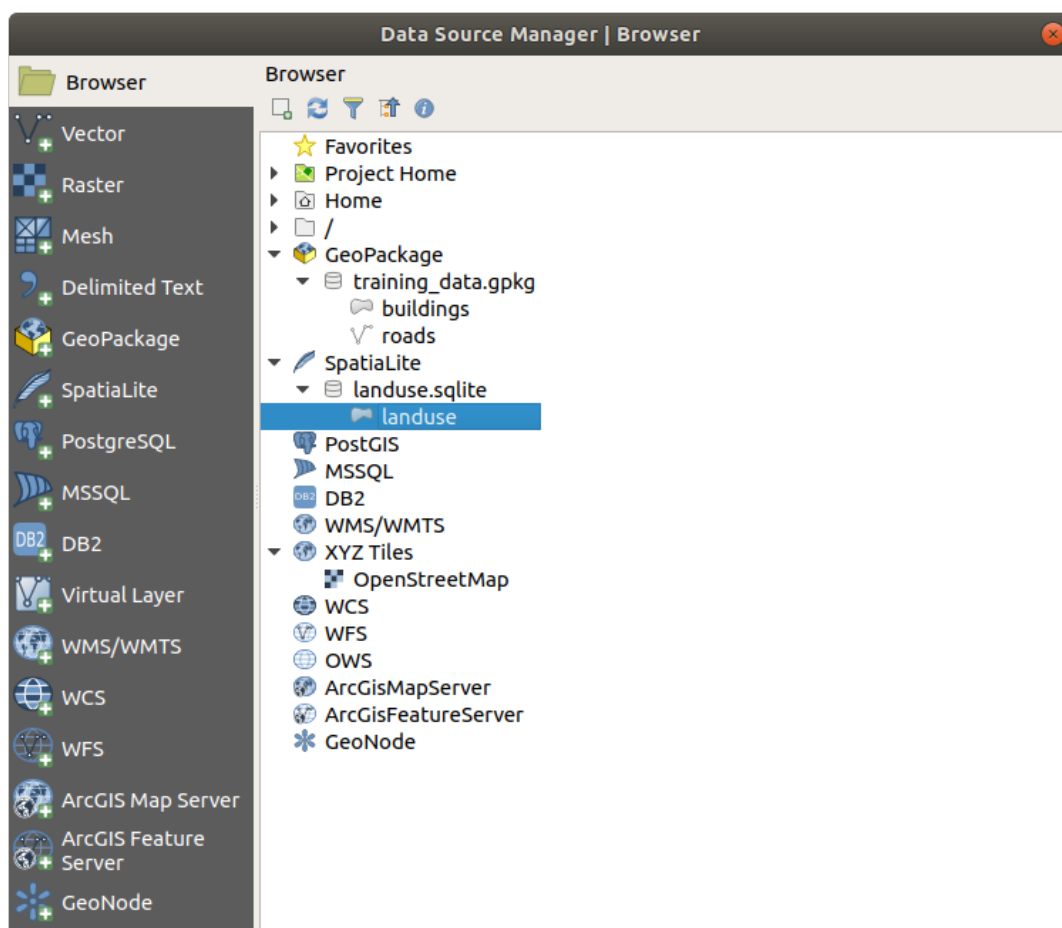 Data Source Manager | Browser
Browser
Vector
Raster
Mesh
Delimited Text
GeoPackage
SpatiaLite
PostgreSQL
MSSQL
DB2
DB2
Virtual Layer
WMS/WMTS
WCS
WFS
ArcGIS Map Server
ArcGIS Feature
Server
GeoNode
Browser
Favorites
Project Home
Home
/
GeoPackage
training_data.gpkg
buildings
roads
SpatiaLite
landuse.sqlite
landuse
PostGIS
MSSQL
DB2 DB2
WMS/WMTS
XYZ Tiles
OpenStreetMap
WCS
WFS
OWS
ArcGisMapServer
ArcGisFeatureServer
GeoNode